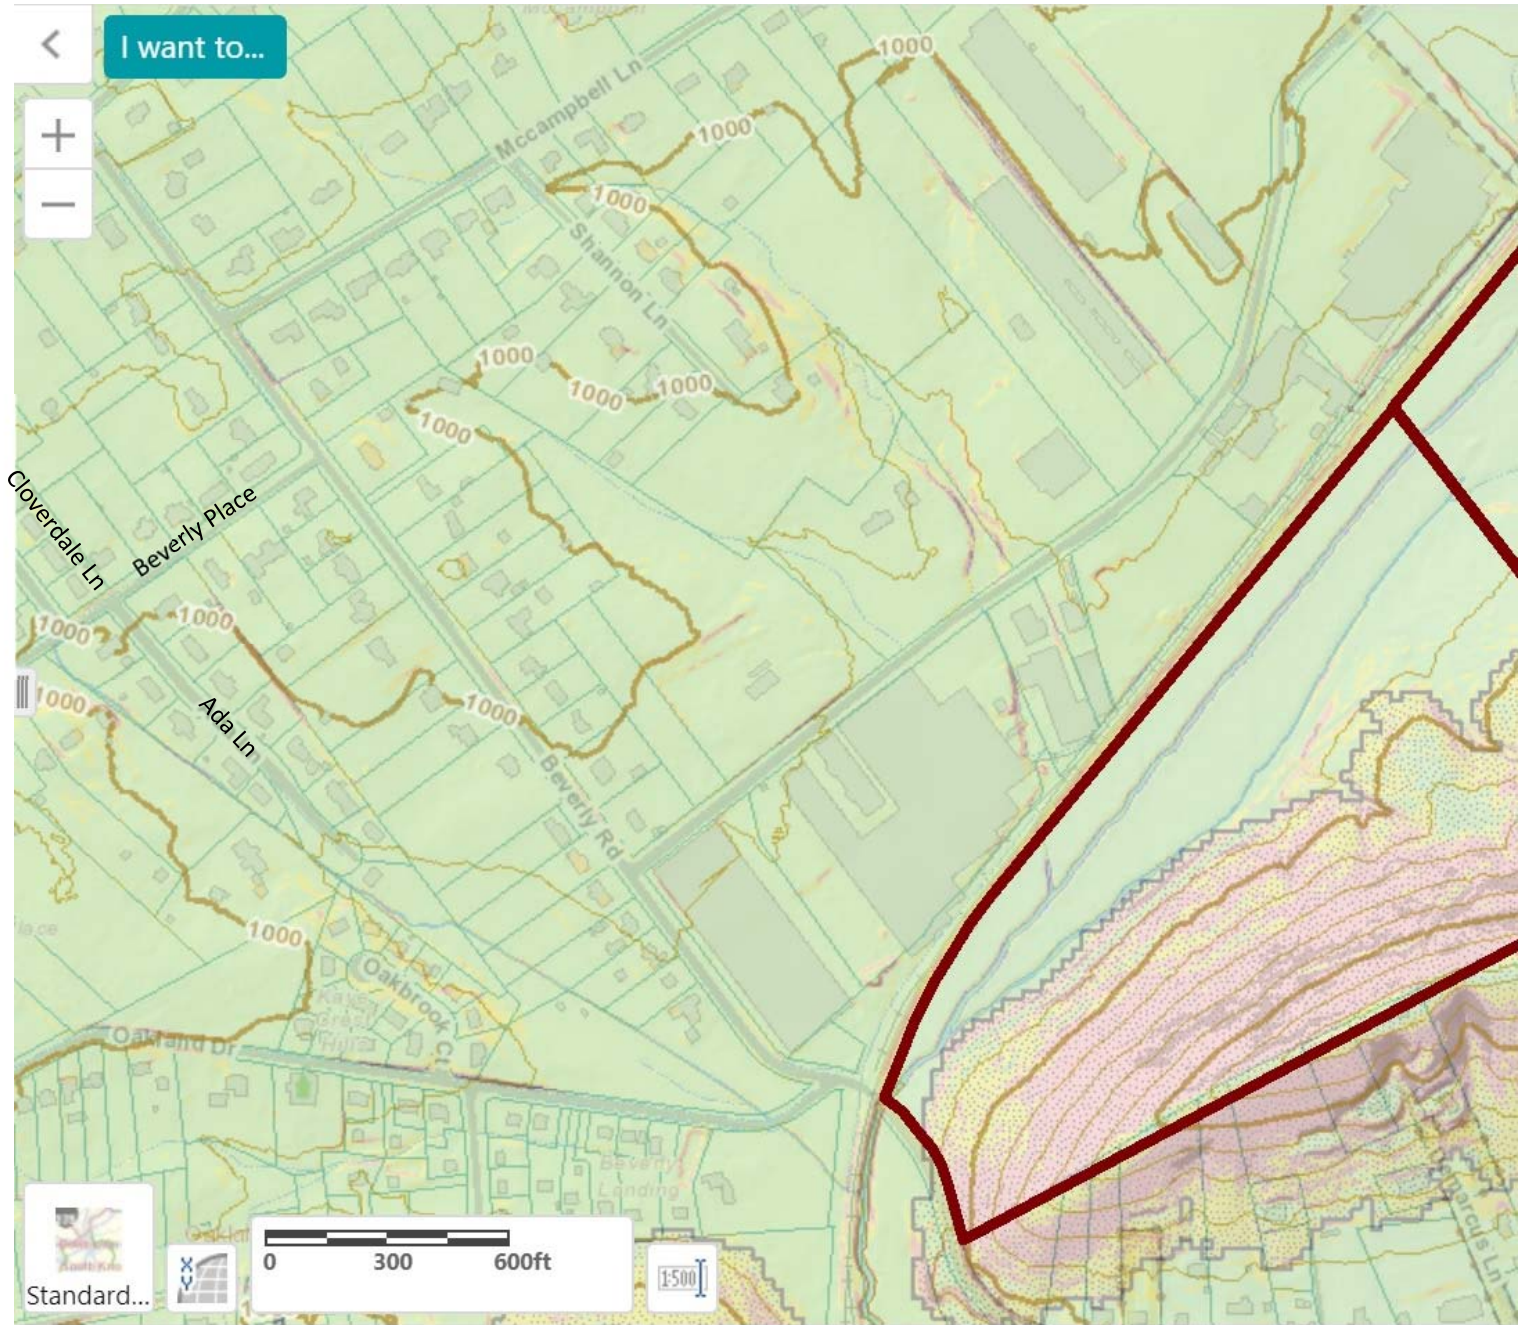 I want to...
1000
Mccampbell Ln
1000
1000
Shannon Ln
1000
1000
1000
1000
Cloverdale Ln
Beverly Place
1000
1000
1000
Ada Ln
1000
Beverly Rd
1000
Oakbrook Ct
Oakland Dr
Beverly
Landing
0
300
600ft
1:500
X
Y
Standard...